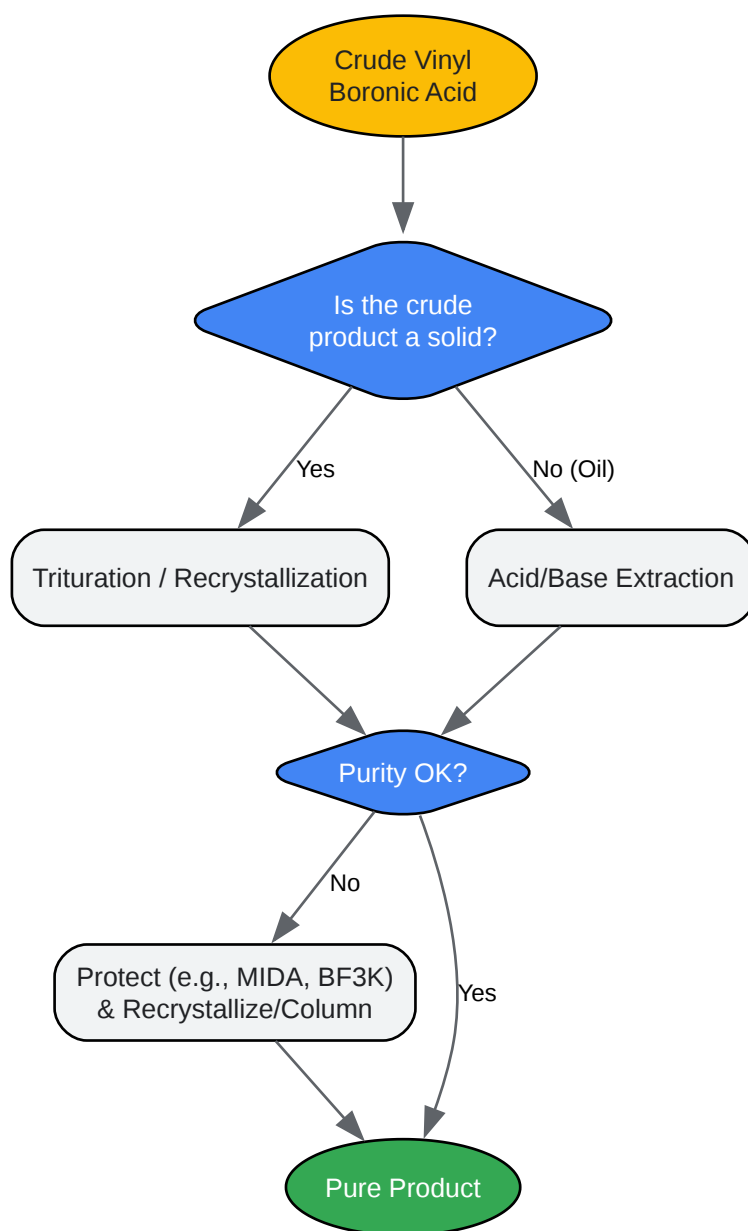 Crude Vinyl
Boronic Acid
Is the crude
product a solid?
Yes
No (Oil)
Trituration / Recrystallization
Acid/Base Extraction
Purity OK?
No
Yes
Protect (e.g., MIDA, BF3K)
& Recrystallize/Column
Pure Product